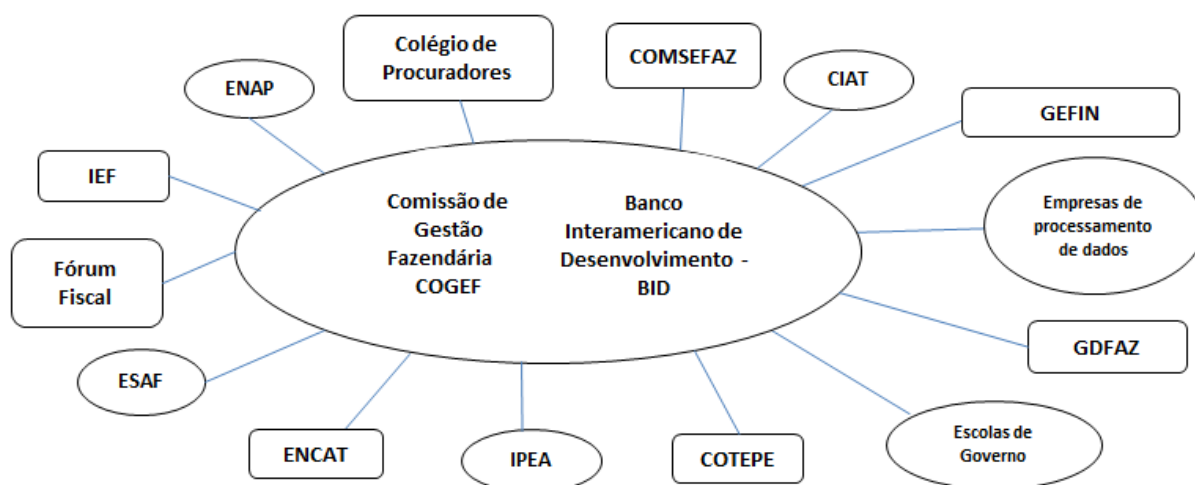 Colégio de
Procuradores
COMSEFAZ
CIAT
ENAP
GEFIN
IEF
Comissão de
Gestão
Fazendária
COGEF
Banco
Interamericano de
Desenvolvimento -
BID
Empresas de
processamento
de dados
Fórum
Fiscal
GDFAZ
ESAF
Escolas de
Governo
ENCAT
IPEA
COTEPE